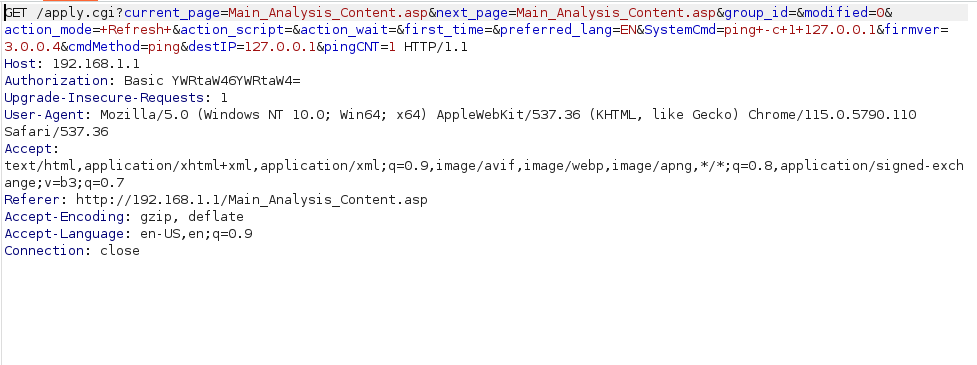 GET /apply.cgi?current_page=Main_Analysis_Content.asp&next_page=Main_Analysis_Content.asp&group_id=&modified=0&
action_mode=+Refresh+&action_script=&action_wait=&first_time=&preferred_lang=EN&SystemCmd=ping+-c+1+127.0.0.1&firmver=
3.0.0.4&cmdMethod=ping&destIP=127.0.0.1&pingCNT=1 HTTP/1.1
Host: 192.168.1.1
Authorization: Basic YWRtaW46YWRtaW4=
Upgrade-Insecure-Requests: 1
User-Agent: Mozilla/5.0 (Windows NT 10.0; Win64; x64) AppleWebKit/537.36 (KHTML, like Gecko) Chrome/115.0.5790.110
Safari/537.36
Accept:
text/html,application/xhtml+xml,application/xml;q=0.9,image/avif,image/webp,image/apng,*/*;q=0.8,application/signed-exch
ange;v=b3;q=0.7
Referer: http://192.168.1.1/Main_Analysis_Content.asp
Accept-Encoding: gzip, deflate
Accept-Language: en-US,en;q=0.9
Connection: close